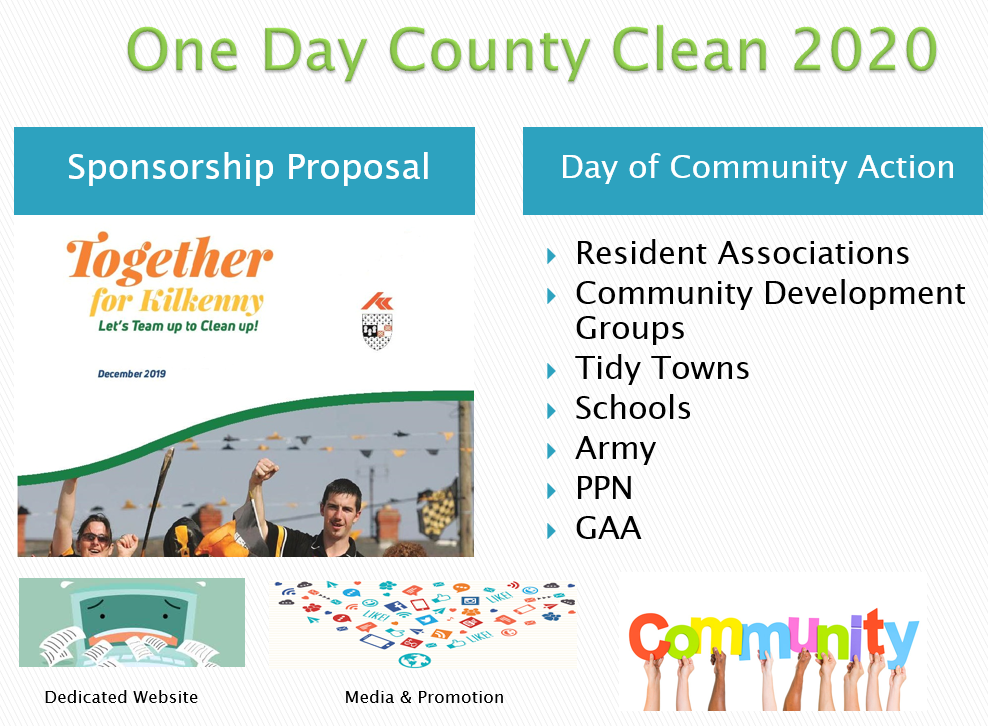 One Day County Clean 2020
Sponsorship Proposal
Together
for Kilkenny
Let's Team up to Clean up!
December 2019
Day of Community Action
Resident Associations
Community Development
Groups
Tidy Towns
Schools
Army
PPN
GAA
LIKE!
LIKE!
LIKE!
Community
Dedicated Website
Media & Promotion